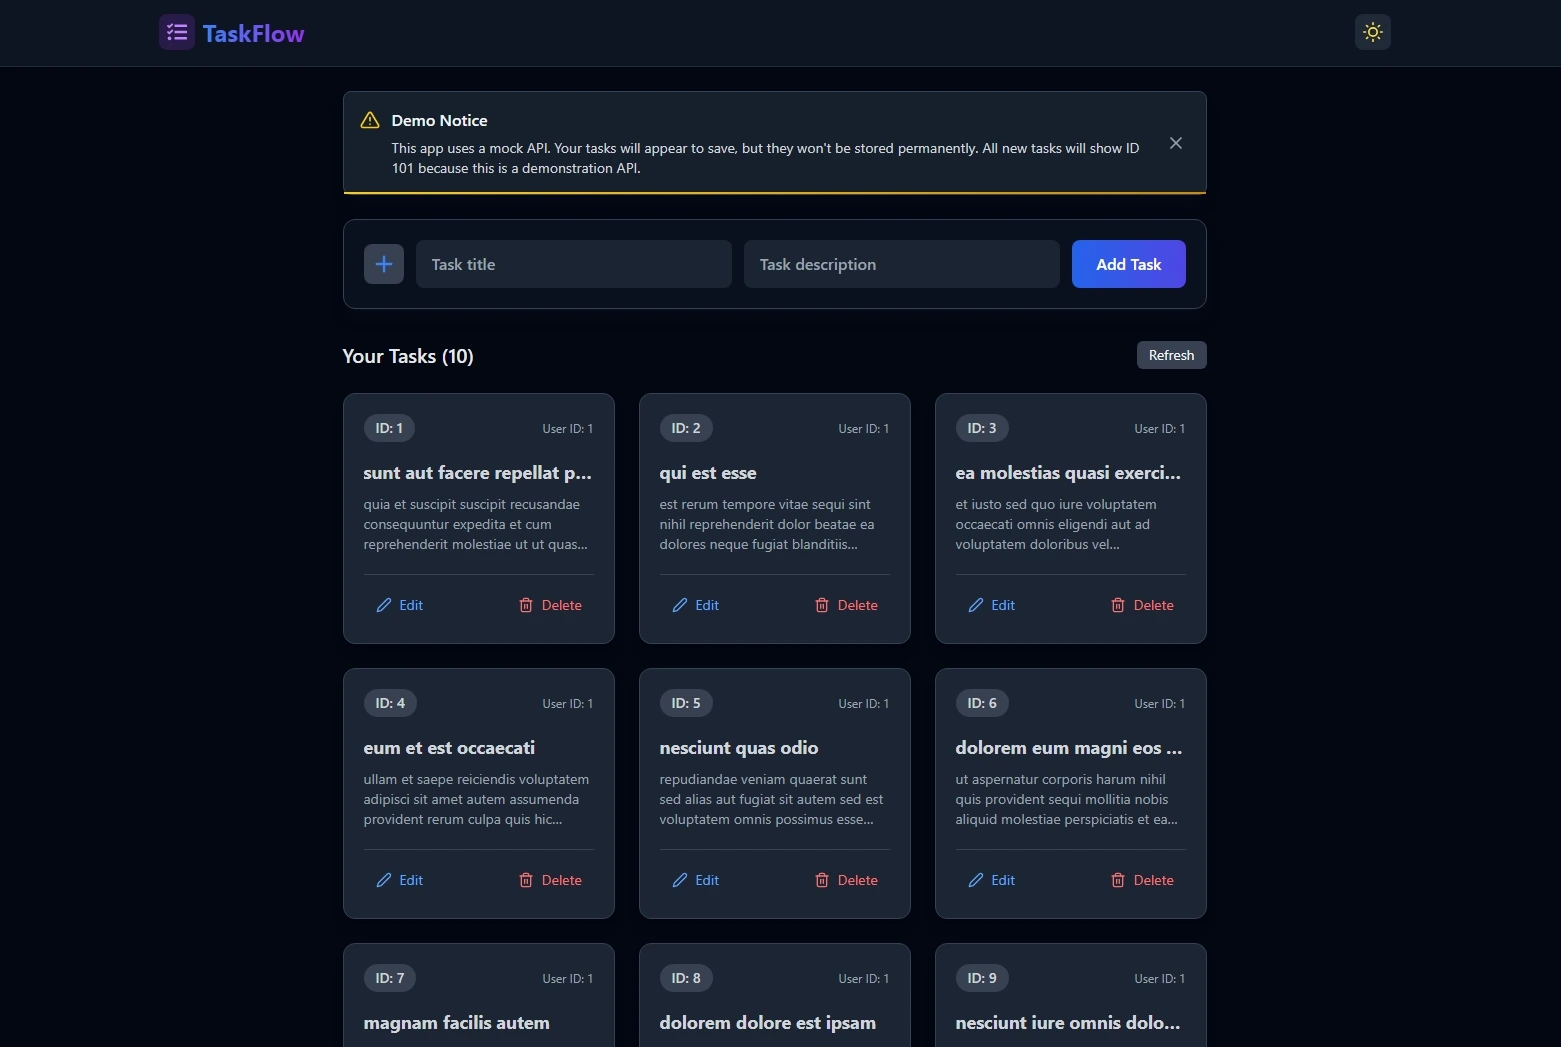 TaskFlow
Demo Notice
This app uses a mock API. Your tasks will appear to save, but they won't be stored permanently. All new tasks will show ID
101 because this is a demonstration API.
Task title
Task description
Add Task
Your Tasks (10)
Refresh
ID: 1
User ID: 1
sunt aut facere repellat p...
quia et suscipit suscipit recusandae
consequuntur expedita et cum
reprehenderit molestiae ut ut quas...
Edit
Delete
ID: 2
User ID: 1
qui est esse
est rerum tempore vitae sequi sint
nihil reprehenderit dolor beatae ea
dolores neque fugiat blanditiis...
Edit
Delete
ID: 3
User ID: 1
ea molestias quasi exerci...
et iusto sed quo iure voluptatem
occaecati omnis eligendi aut ad
voluptatem doloribus vel...
Edit
Delete
ID: 4
User ID: 1
eum et est occaecati
ullam et saepe reiciendis voluptatem
adipisci sit amet autem assumenda
provident rerum culpa quis hic...
Edit
Delete
ID: 5
User ID: 1
nesciunt quas odio
repudiandae veniam quaerat sunt
sed alias aut fugiat sit autem sed est
voluptatem omnis possimus esse...
Edit
Delete
ID: 6
User ID: 1
dolorem eum magni eos ...
ut aspernatur corporis harum nihil
quis provident sequi mollitia nobis
aliquid molestiae perspiciatis et ea...
Edit
Delete
ID: 7
User ID: 1
magnam facilis autem
ID: 8
User ID: 1
dolorem dolore est ipsam
ID: 9
User ID: 1
nesciunt iure omnis dolo...